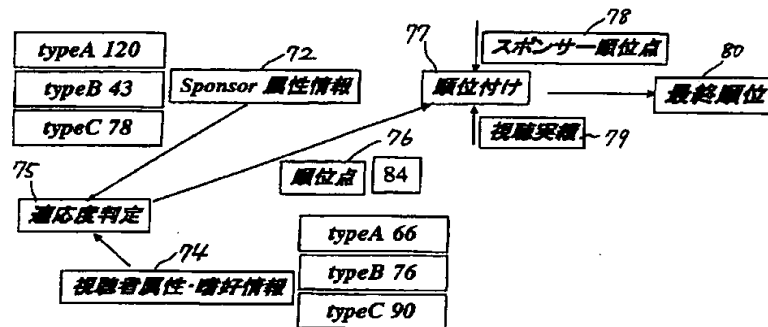 typeA 120
typeB 43
typeC 78
72
Sponsor 属性情報
77
78
スポンサー順位点
順位付け
80
最終順位
視聴実績
79
76
順位点
84
75
適応度判定
74
視聴者属性・嗜好情報
typeA 66
typeB 76
typeC 90